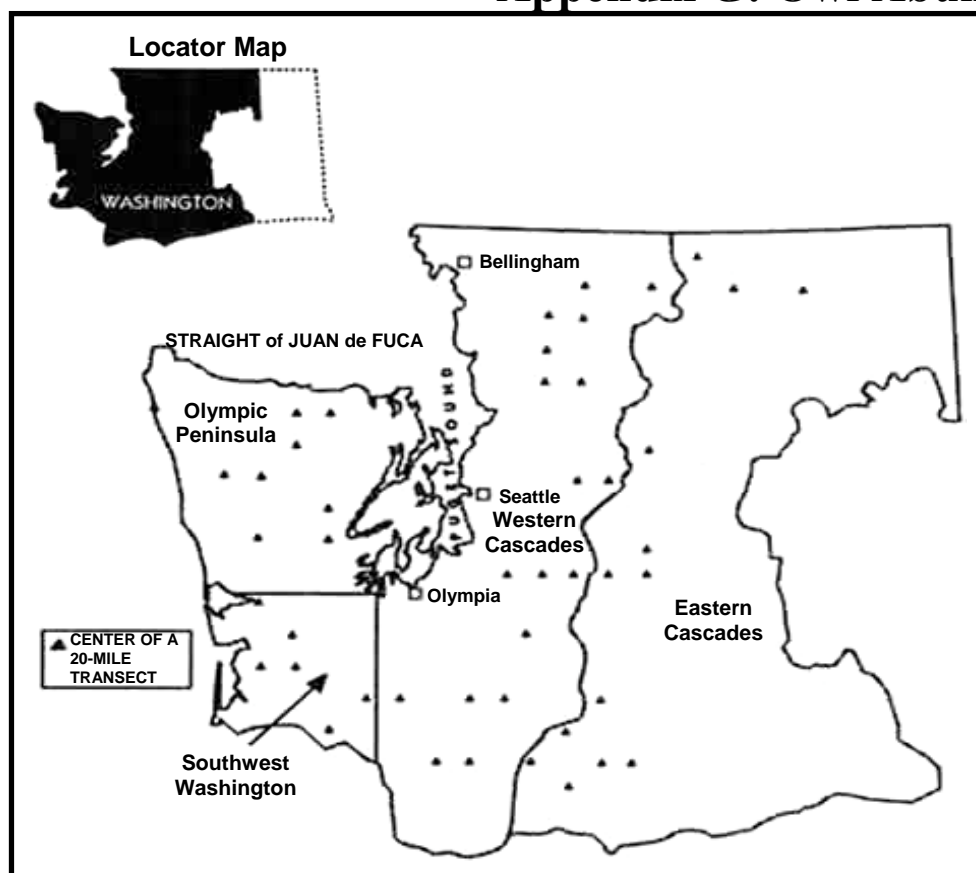 Locator Map
WASHINGTON
Bellingham
STRAIGHT of JUAN de FUCA
PUGET SOUND
Olympic
Peninsula
Seattle
Western
Cascades
Olympia
Eastern
Cascades
CENTER OF A
20-MILE
TRANSECT
Southwest
Washington